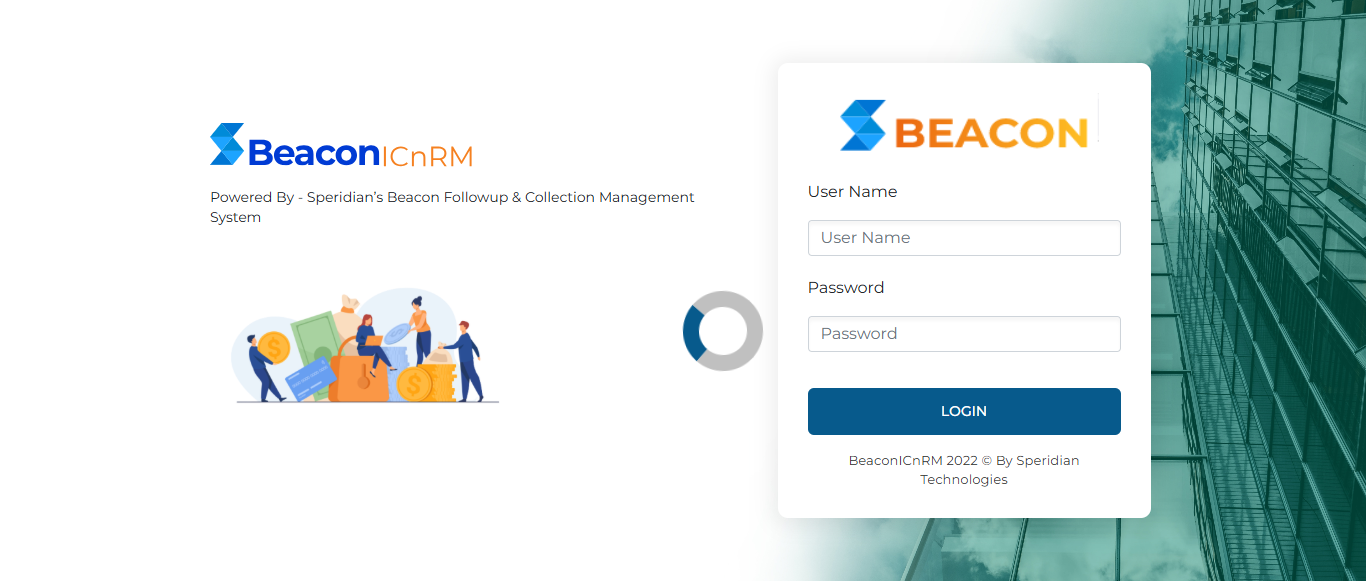 BeaconICnRM
Powered By - Speridian’s Beacon Followup & Collection Management
System
BEACON
User Name
User Name
Password
Password
LOGIN
BeaconICnRM 2022 © By Speridian
Technologies